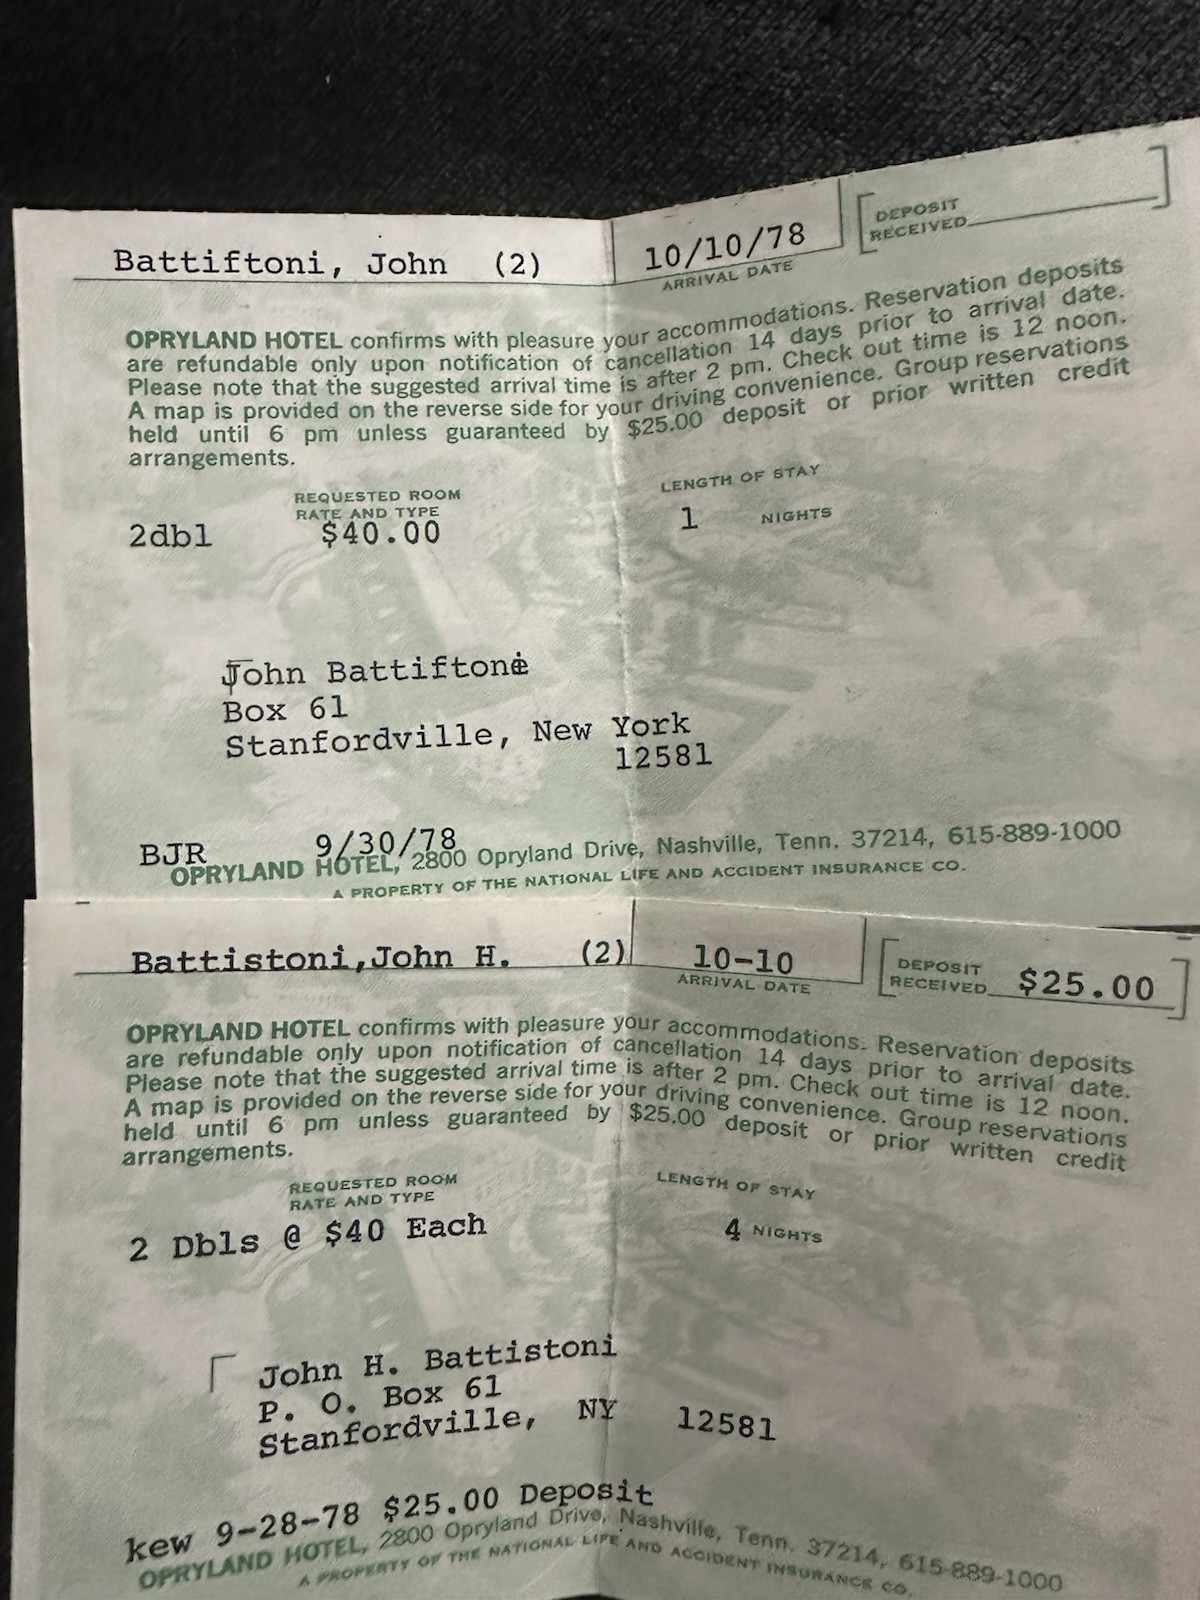 Battiftoni, John (2)
10/10/78
ARRIVAL DATE
DEPOSIT
RECEIVED
OPRYLAND HOTEL confirms with pleasure your accommodations. Reservation deposits
are refundable only upon notification of cancellation 14 days prior to arrival date.
Please note that the suggested arrival time is after 2 pm. Check out time is 12 noon.
A map is provided on the reverse side for your driving convenience. Group reservations
held until 6 pm unless guaranteed by $25.00 deposit or prior written credit
arrangements.
REQUESTED ROOM
RATE AND TYPE
2dbl $40.00
LENGTH OF STAY
1 NIGHTS
John Battiftoni
Box 61
Stanfordville, New York
12581
BJR 9/30/78
OPRYLAND HOTEL, 2800 Opryland Drive, Nashville, Tenn. 37214, 615-889-1000
A PROPERTY OF THE NATIONAL LIFE AND ACCIDENT INSURANCE CO.
Battistoni,John H. (2)
10-10
ARRIVAL DATE
DEPOSIT
RECEIVED $25.00
OPRYLAND HOTEL confirms with pleasure your accommodations. Reservation deposits
are refundable only upon notification of cancellation 14 days prior to arrival date.
Please note that the suggested arrival time is after 2 pm. Check out time is 12 noon.
A map is provided on the reverse side for your driving convenience. Group reservations
held until 6 pm unless guaranteed by $25.00 deposit or prior written credit
arrangements.
REQUESTED ROOM
RATE AND TYPE
2 Dbls @ $40 Each
LENGTH OF STAY
4 NIGHTS
John H. Battistoni
P. O. Box 61
Stanfordville, NY 12581
kew 9-28-78 $25.00 Deposit
OPRYLAND HOTEL, 2800 Opryland Drive, Nashville, Tenn. 37214, 615-889-1000
A PROPERTY OF THE NATIONAL LIFE AND ACCIDENT INSURANCE CO.